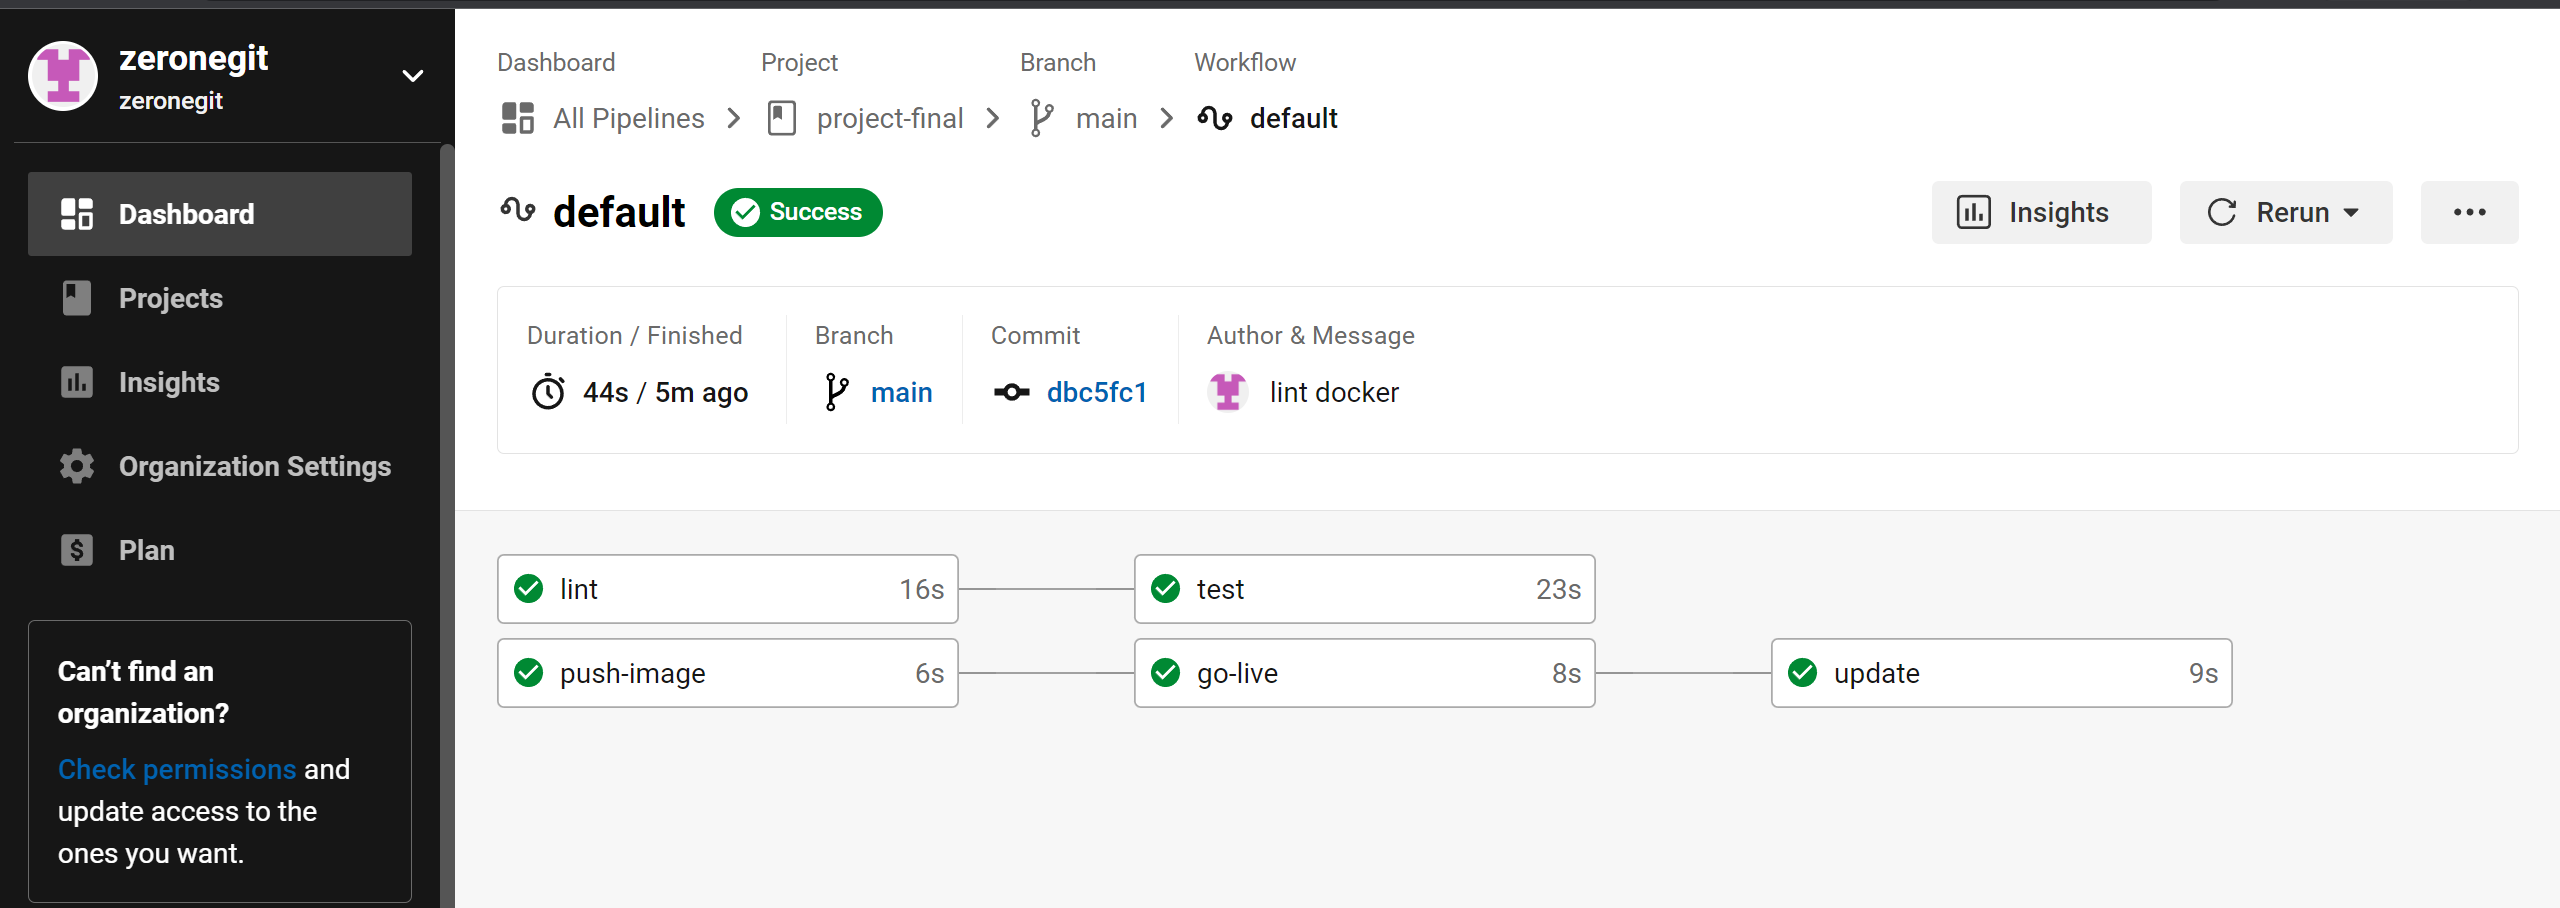 zeronegit
zeronegit
Dashboard
Projects
Insights
Organization Settings
Plan
Can’t find an
organization?
Check permissions and
update access to the
ones you want.
Dashboard Project Branch Workflow
All Pipelines project-final main default
default Success Insights Rerun
Duration / Finished Branch Commit Author & Message
44s / 5m ago main dbc5fc1 lint docker
lint 16s test 23s
push-image 6s go-live 8s update 9s